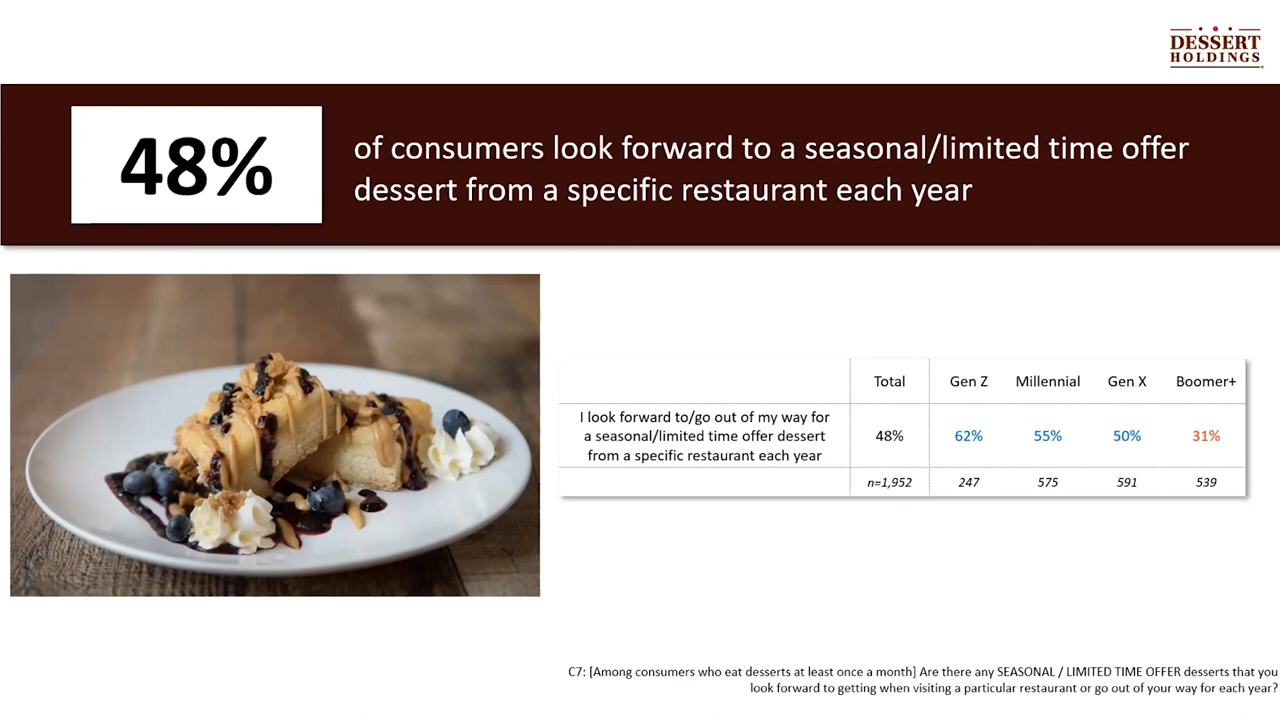 DESSERT
HOLDINGS
48%
of consumers look forward to a seasonal/limited time offer
dessert from a specific restaurant each year
Total Gen Z Millennial Gen X Boomer+
I look forward to/go out of my way for
a seasonal/limited time offer dessert
from a specific restaurant each year
48% 62% 55% 50% 31%
n=1,952 247 575 591 539
C7: [Among consumers who eat desserts at least once a month] Are there any SEASONAL / LIMITED TIME OFFER desserts that you
look forward to getting when visiting a particular restaurant or go out of your way for each year?